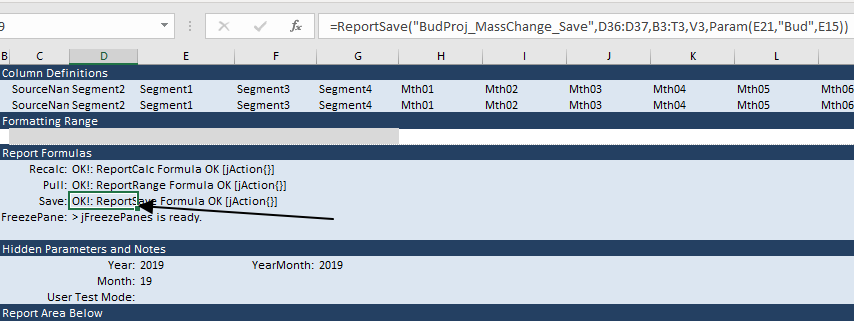 9
=ReportSave("BudProj_MassChange_Save",D36:D37,B3:T3,V3,Param(E21,"Bud",E15))
B C D E F G H I J K L
Column Definitions
SourceNan Segment2 Segment1 Segment3 Segment4 Mth01 Mth02 Mth03 Mth04 Mth05 Mth06
SourceNan Segment2 Segment1 Segment3 Segment4 Mth01 Mth02 Mth03 Mth04 Mth05 Mth06
Formatting Range
Report Formulas
Recalc: OK!: ReportCalc Formula OK [jAction{}]
Pull: OK!: ReportRange Formula OK [jAction{}]
Save: OK!: ReportSave Formula OK [jAction{}]
FreezePane: > jFreezePanes is ready.
Hidden Parameters and Notes
Year: 2019 YearMonth: 2019
Month: 19
User Test Mode:
Report Area Below